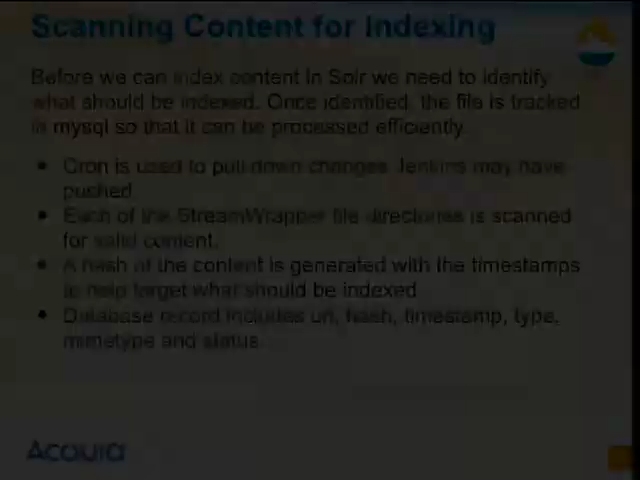 Scanning Content for Indexing
Before we can index content in Solr we need to identify
what should be indexed. Once identified, the file is tracked
in mysql so that it can be processed efficiently.
• Cron is used to pull down changes Jenkins may have
pushed
• Each of the StreamWrapper file directories is scanned
for valid content.
• A hash of the content is generated with the timestamps
to help target what should be indexed
• Database record includes uri, hash, timestamp, type,
mimetype and status
Acquia